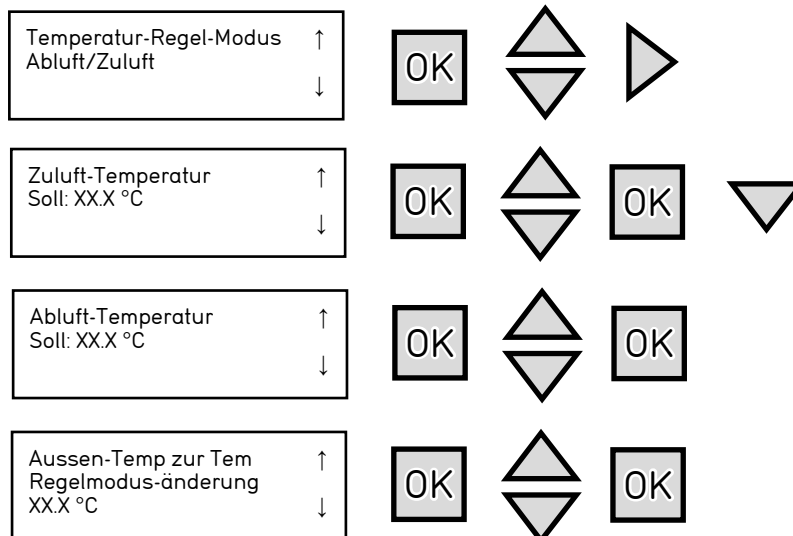 Temperatur-Regel-Modus ↑
Abluft/Zuluft
↓
OK
Zuluft-Temperatur ↑
Soll: XX.X °C
↓
OK
OK
Abluft-Temperatur ↑
Soll: XX.X °C
↓
OK
OK
Aussen-Temp zur Tem ↑
Regelmodus-änderung
XX.X °C ↓
OK
OK